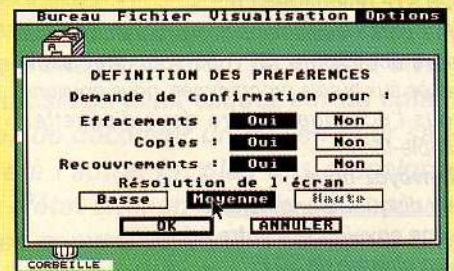 Bureau Fichier Visualisation Options
DEFINITION DES PRéFéRENCES
Demande de confirmation pour :
Effacements : Oui Non
Copies : Oui Non
Recouvrements : Oui Non
Résolution de l'écran
Basse Moyenne Haute
OK ANNULER
CORBEILLE